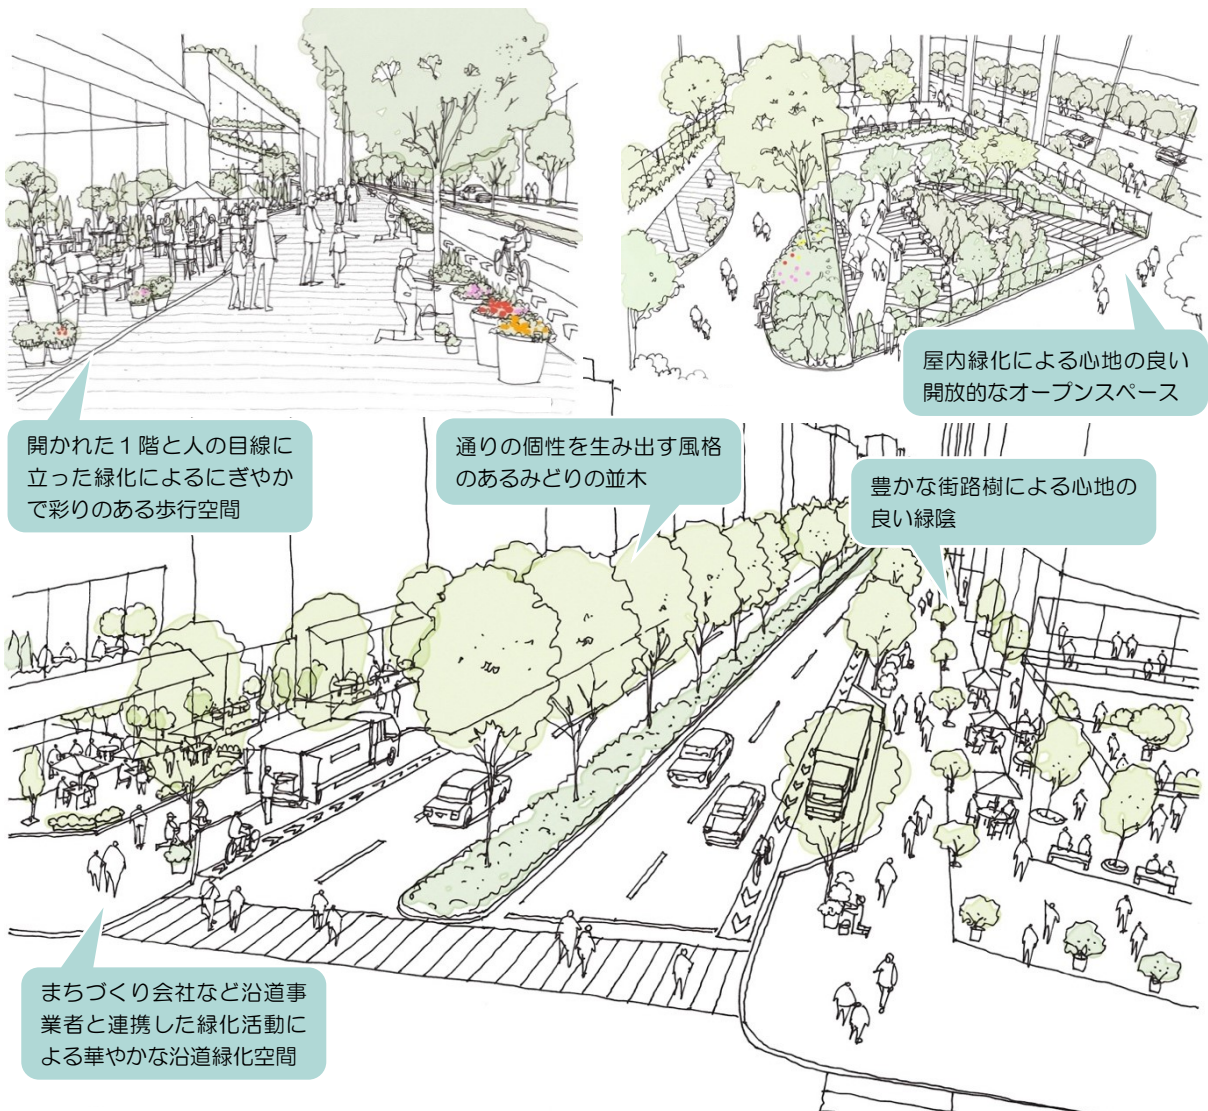 屋内緑化による心地の良い
開放的なオープンスペース
開かれた１階と人の目線に
立った緑化によるにぎやか
で彩りのある歩行空間
通りの個性を生み出す風格
のあるみどりの並木
豊かな街路樹による心地の
良い緑陰
まちづくり会社など沿道事
業者と連携した緑化活動に
よる華やかな沿道緑化空間